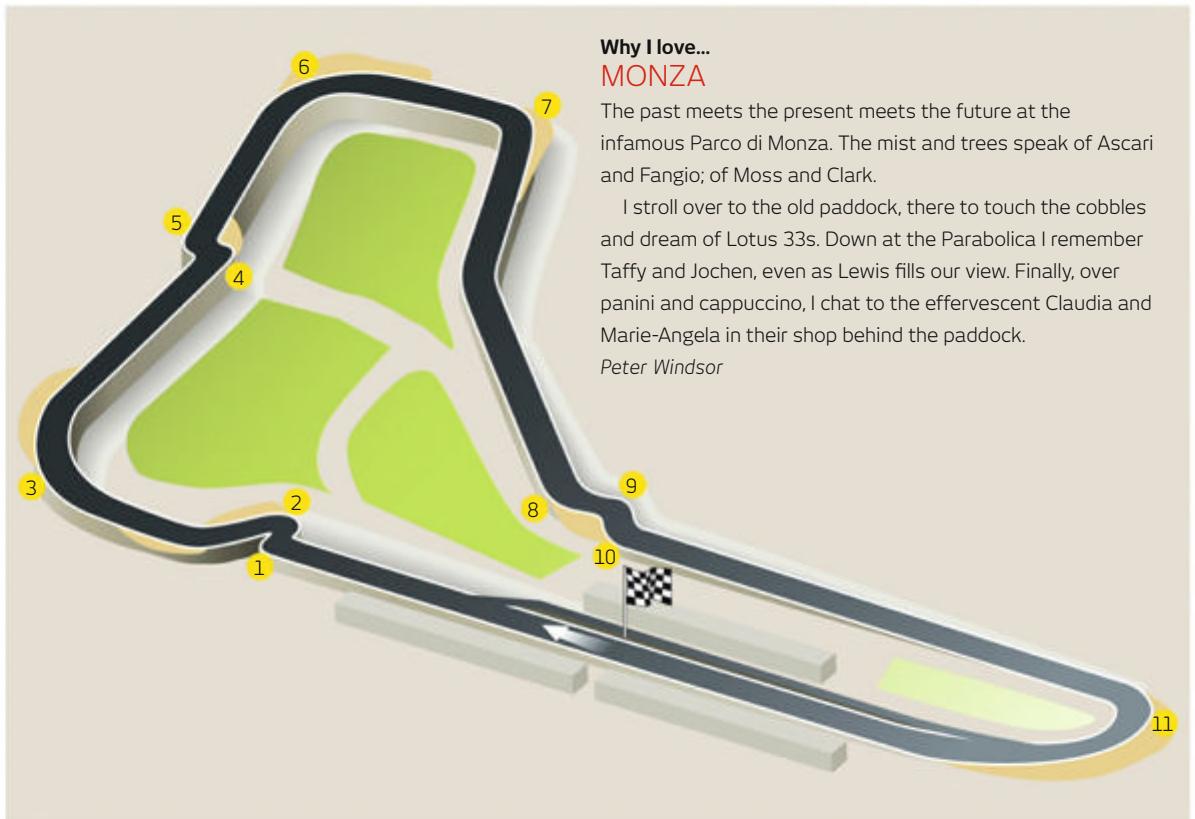 Why I love...
MONZA
The past meets the present meets the future at the
infamous Parco di Monza. The mist and trees speak of Ascari
and Fangio; of Moss and Clark.
I stroll over to the old paddock, there to touch the cobbles
and dream of Lotus 33s. Down at the Parabolica I remember
Taffy and Jochen, even as Lewis fills our view. Finally, over
panini and cappuccino, I chat to the effervescent Claudia and
Marie-Angela in their shop behind the paddock.
Peter Windsor
6
7
5
4
3
2
1
8
9
10
11